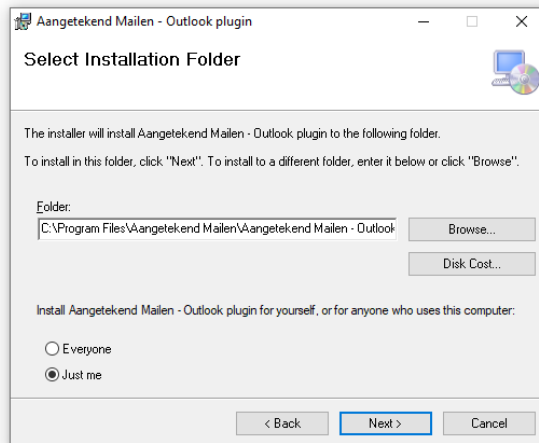 Aangetekend Mailen - Outlook plugin
Select Installation Folder
The installer will install Aangetekend Mailen - Outlook plugin to the following folder.
To install in this folder, click "Next". To install to a different folder, enter it below or click "Browse".
Folder:
C:\Program Files\Aangetekend Mailen\Aangetekend Mailen - Outlook
Browse...
Disk Cost...
Install Aangetekend Mailen - Outlook plugin for yourself, or for anyone who uses this computer:
Everyone
Just me
< Back
Next >
Cancel